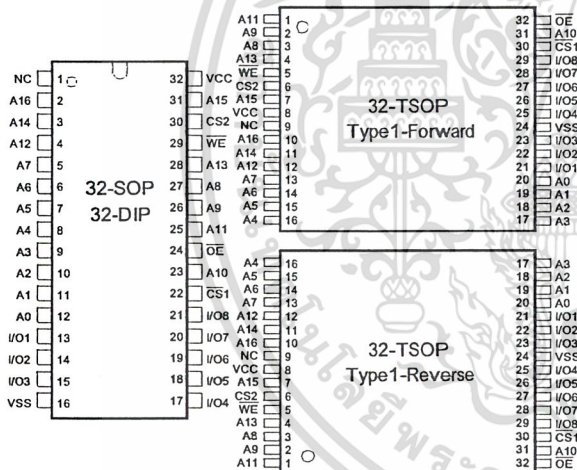 NC 1 32 VCC
A16 2 31 A15
A14 3 30 CS2
A12 4 29 WE
A7 5 28 A13
A6 6 27 A8
A5 7 26 A9
A4 8 25 A11
A3 9 24 OE
A2 10 23 A10
A1 11 22 CS1
A0 12 21 I/O8
I/O1 13 20 I/O7
I/O2 14 19 I/O6
I/O3 15 18 I/O5
VSS 16 17 I/O4
32-SOP
32-DIP
A11 1 32 OE
A9 2 31 A10
A8 3 30 CS1
A13 4 29 I/O8
WE 5 28 I/O7
CS2 6 27 I/O6
A15 7 26 I/O5
VCC 8 25 I/O4
NC 9 24 VSS
A16 10 23 I/O3
A14 11 22 I/O2
A12 12 21 I/O1
A7 13 20 A0
A6 14 19 A1
A5 15 18 A2
A4 16 17 A3
32-TSOP
Type1-Forward
A4 16 17 A3
A5 15 18 A2
A6 14 19 A1
A7 13 20 A0
A12 12 21 I/O1
A14 11 22 I/O2
A16 10 23 I/O3
NC 9 24 VSS
VCC 8 25 I/O4
A15 7 26 I/O5
CS2 6 27 I/O6
WE 5 28 I/O7
A13 4 29 I/O8
A8 3 30 CS1
A9 2 31 A10
A11 1 32 OE
32-TSOP
Type1-Reverse